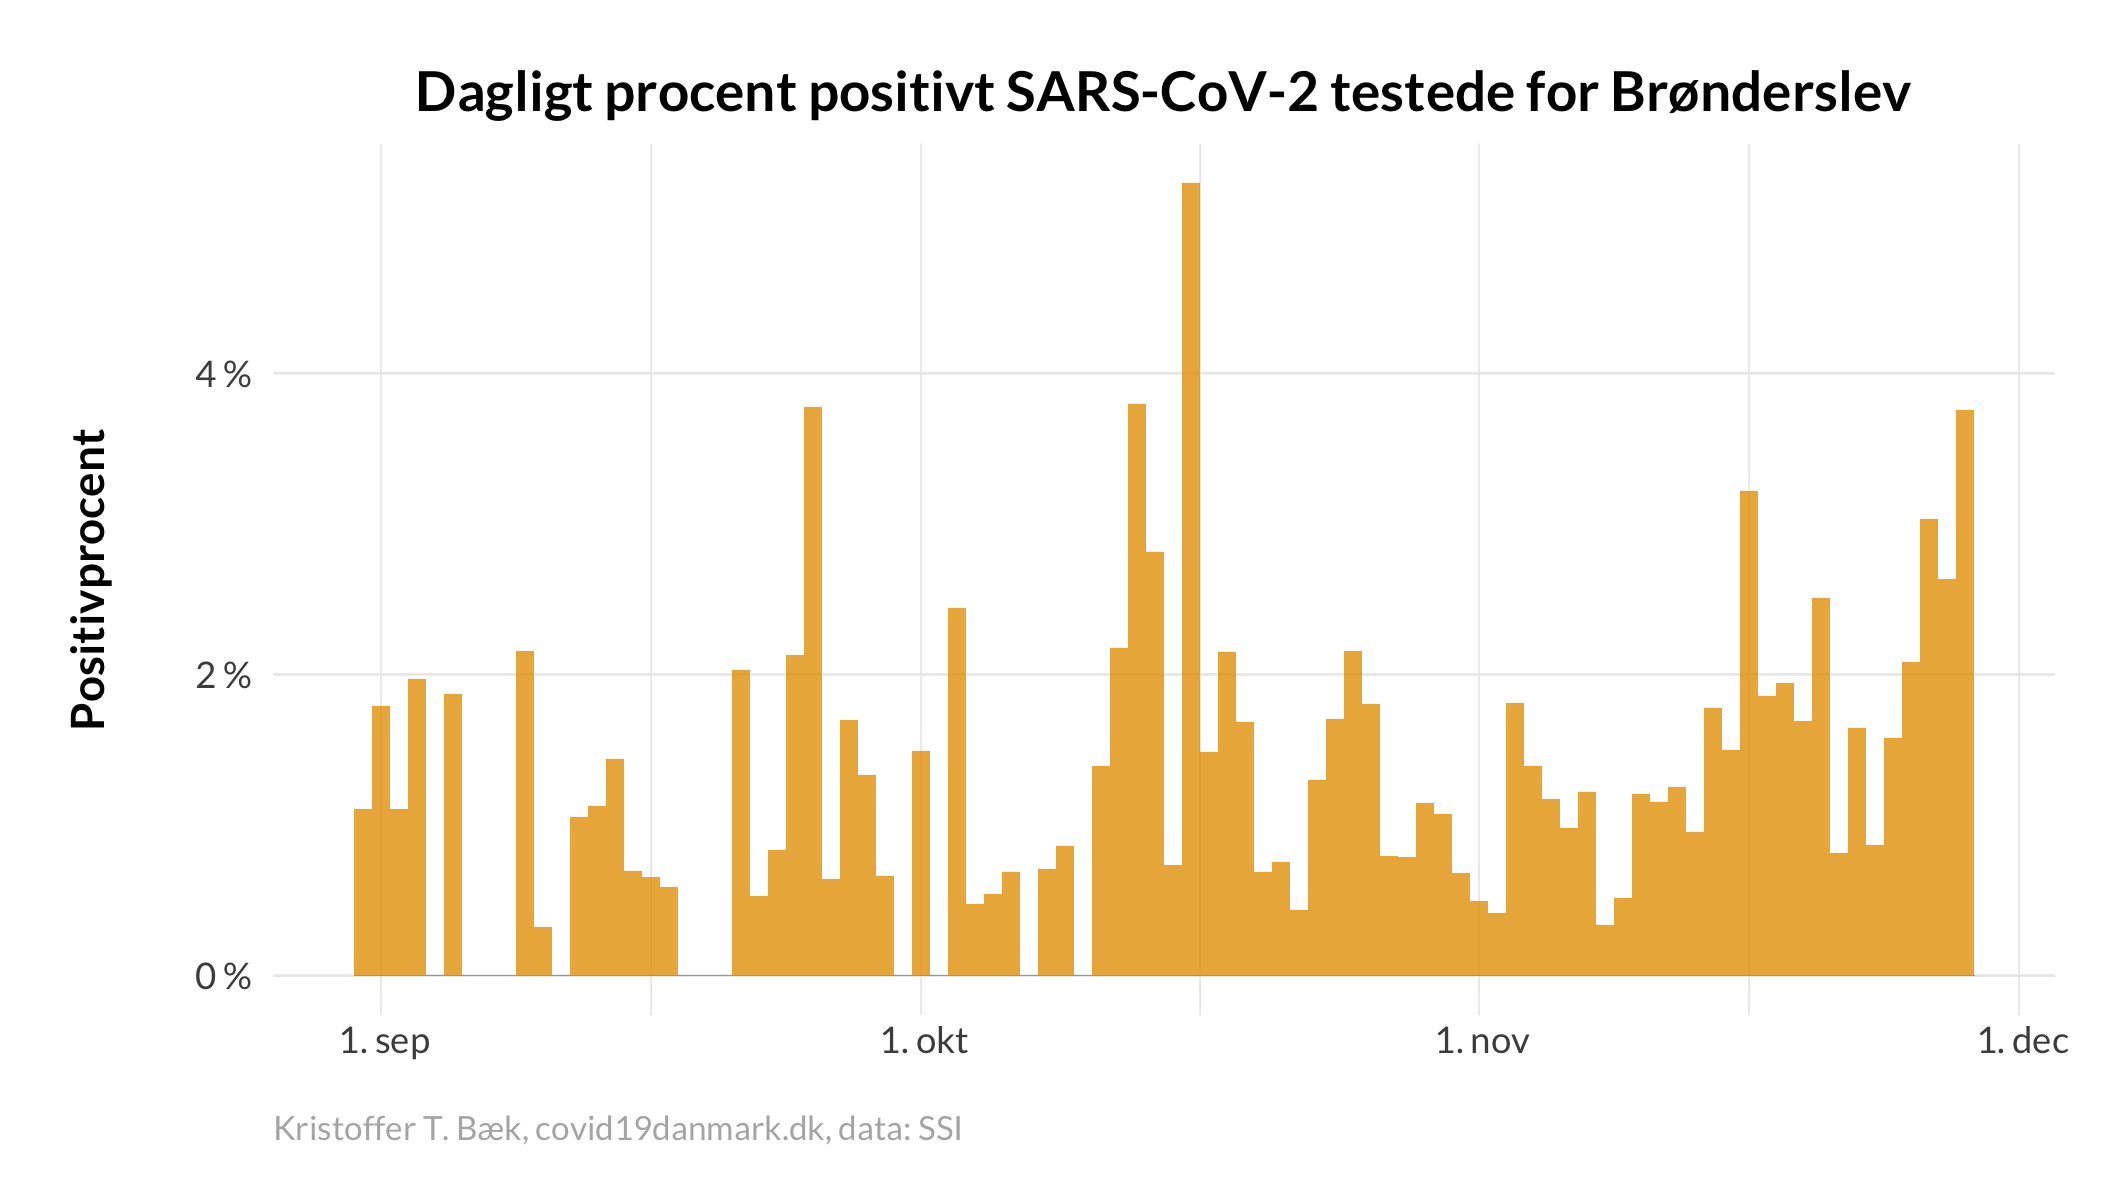 Dagligt procent positivt SARS-CoV-2 testede for Brønderslev
Positivprocent
4 %
2 %
0 %
1. sep
1. okt
1. nov
1. dec
Kristoffer T. Bæk, covid19danmark.dk, data: SSI